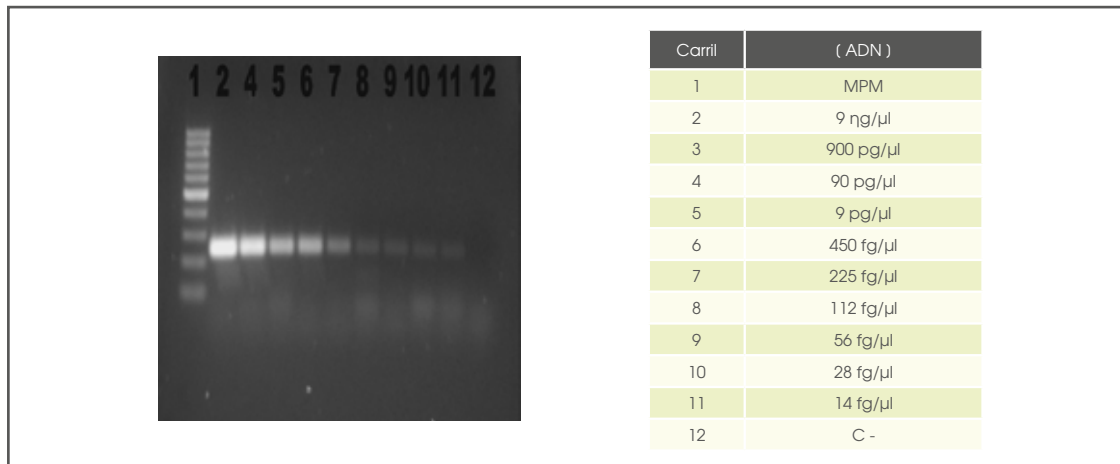 1 2 4 5 6 7 8 9 10 11 12
Carril ( ADN )
1 MPM
2 9 ηg/μl
3 900 pg/μl
4 90 pg/μl
5 9 pg/μl
6 450 fg/μl
7 225 fg/μl
8 112 fg/μl
9 56 fg/μl
10 28 fg/μl
11 14 fg/μl
12 C -